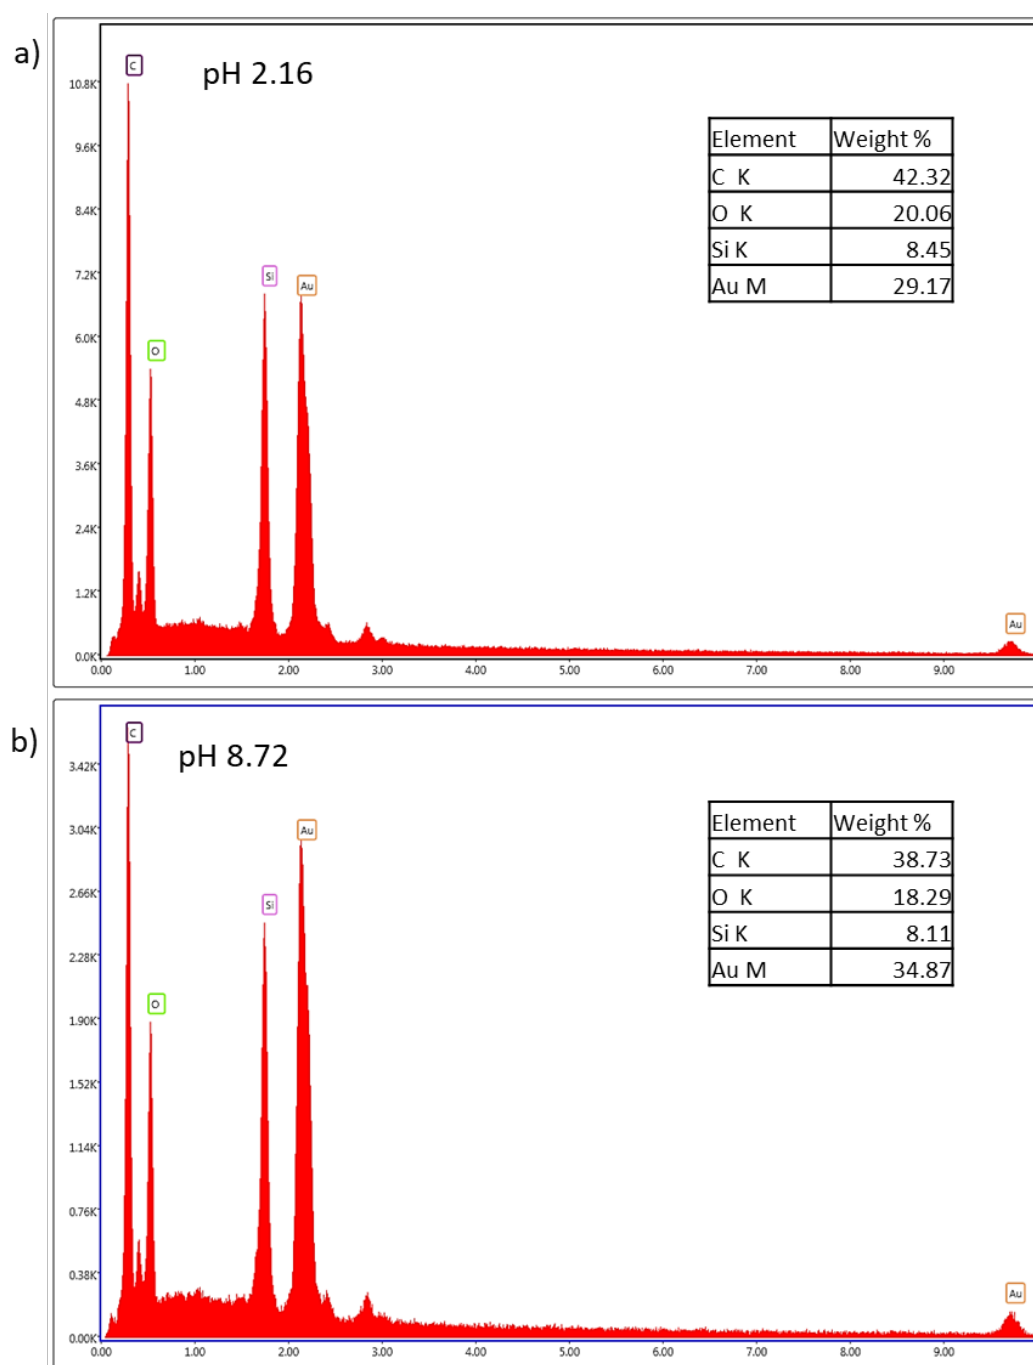 a)
pH 2.16
C
10.8K
9.6K
8.4K
7.2K
6.0K
4.8K
3.6K
2.4K
1.2K
0.0K
O
Si
Au
Au
0.00 1.00 2.00 3.00 4.00 5.00 6.00 7.00 8.00 9.00
Element Weight %
C K 42.32
O K 20.06
Si K 8.45
Au M 29.17
b)
pH 8.72
C
3.42K
3.04K
2.66K
2.28K
1.90K
1.52K
1.14K
0.76K
0.38K
0.00K
O
Si
Au
Au
0.00 1.00 2.00 3.00 4.00 5.00 6.00 7.00 8.00 9.00
Element Weight %
C K 38.73
O K 18.29
Si K 8.11
Au M 34.87